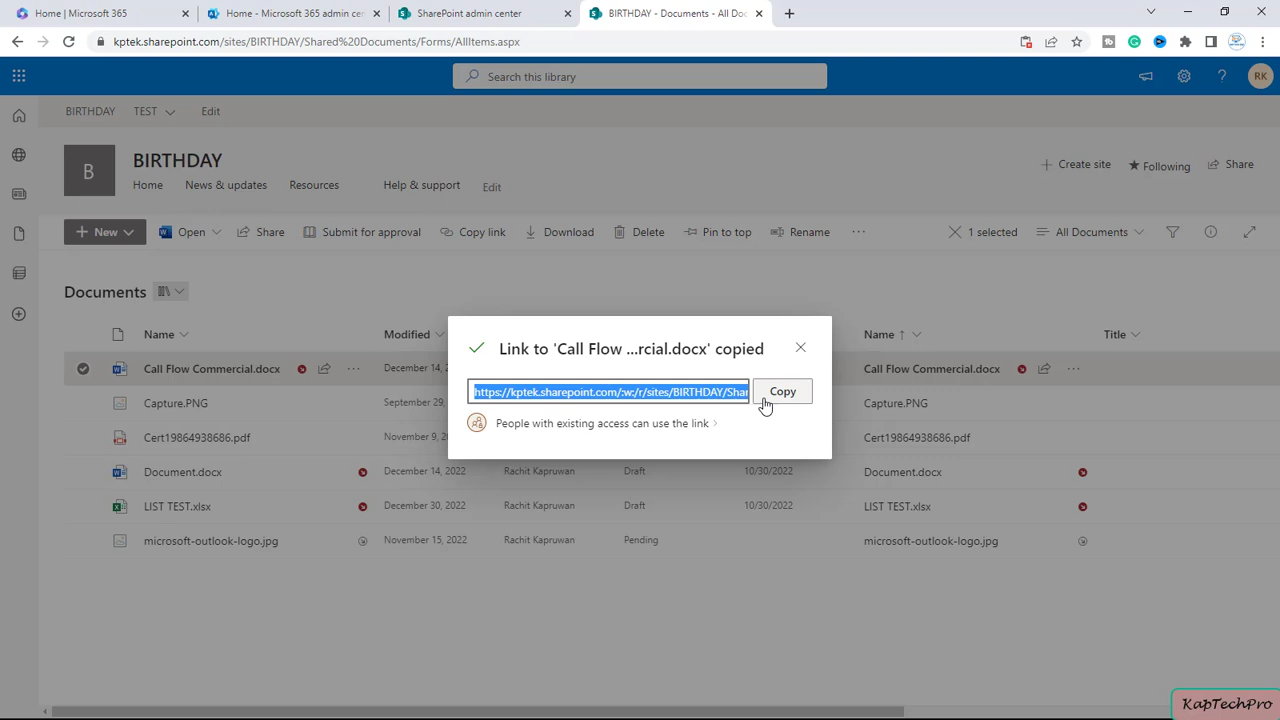 Home | Microsoft 365
Home - Microsoft 365 admin cen
SharePoint admin center
BIRTHDAY - Documents - All Doc
kptek.sharepoint.com/sites/BIRTHDAY/Shared%20Documents/Forms/AllItems.aspx
Search this library
RK
BIRTHDAY TEST Edit
B
BIRTHDAY
Create site Following Share
Home News & updates Resources Help & support Edit
New Open Share Submit for approval Copy link Download Delete Pin to top Rename ... 1 selected All Documents
Documents
Name Modified Name Title
Link to 'Call Flow ...rcial.docx' copied
Call Flow Commercial.docx December 14, Call Flow Commercial.docx
https://kptek.sharepoint.com/:w:/r/sites/BIRTHDAY/Shar Copy
Capture.PNG September 29, Capture.PNG
People with existing access can use the link
Cert19864938686.pdf November 9, Cert19864938686.pdf
Document.docx December 14, 2022 Rachit Kapruwan Draft 10/30/2022 Document.docx
LIST TEST.xlsx December 30, 2022 Rachit Kapruwan Draft 10/30/2022 LIST TEST.xlsx
microsoft-outlook-logo.jpg November 15, 2022 Rachit Kapruwan Pending microsoft-outlook-logo.jpg
KapTechPro